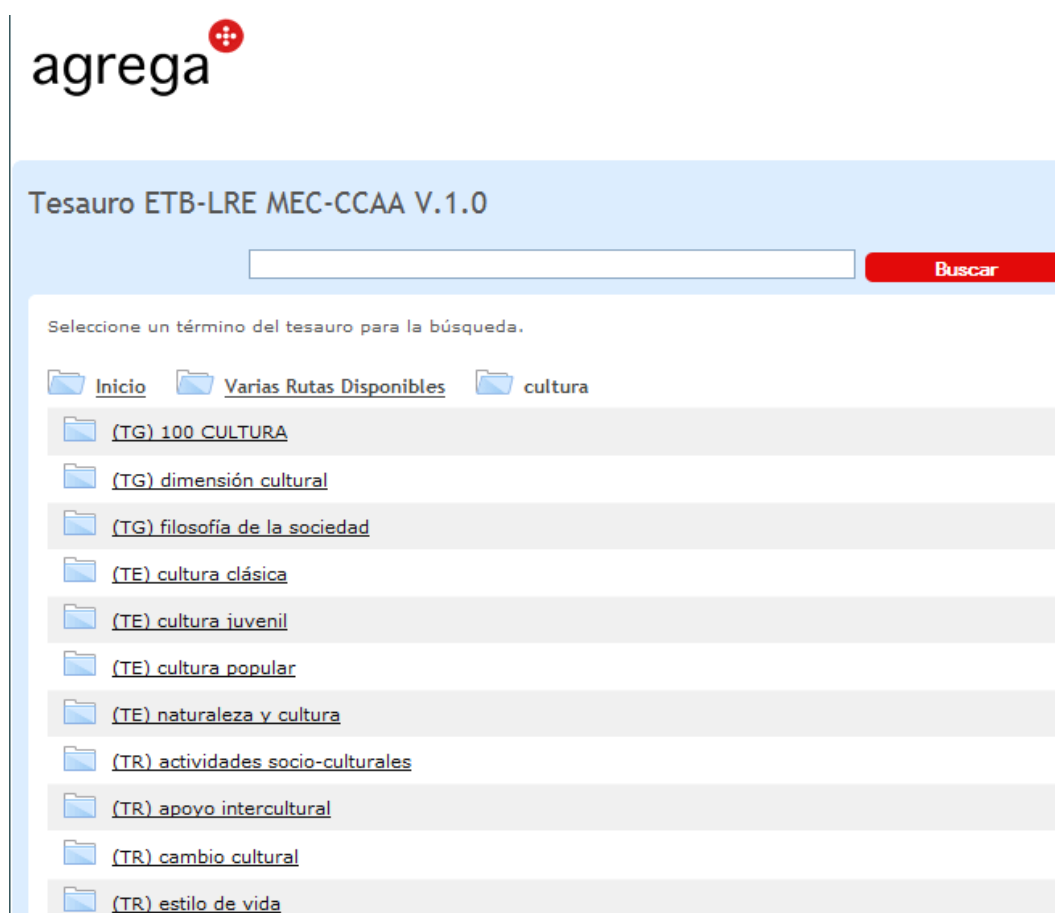 agrega
Tesauro ETB-LRE MEC-CCAA V.1.0
Buscar
Seleccione un término del tesauro para la búsqueda.
Inicio Varias Rutas Disponibles cultura
(TG) 100 CULTURA
(TG) dimensión cultural
(TG) filosofía de la sociedad
(TE) cultura clásica
(TE) cultura juvenil
(TE) cultura popular
(TE) naturaleza y cultura
(TR) actividades socio-culturales
(TR) apoyo intercultural
(TR) cambio cultural
(TR) estilo de vida